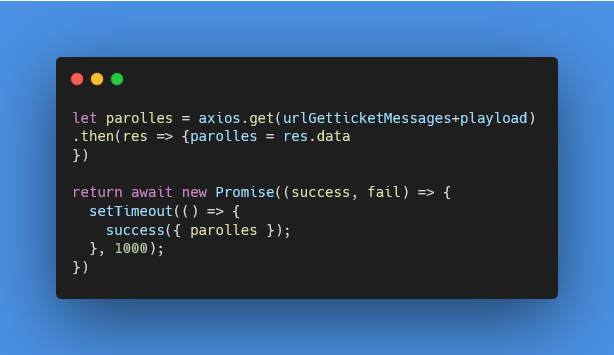 let parolles = axios.get(urlGetticketMessages+playload)
.then(res => {parolles = res.data
})
return await new Promise((success, fail) => {
  setTimeout(() => {
    success({ parolles });
  }, 1000);
})